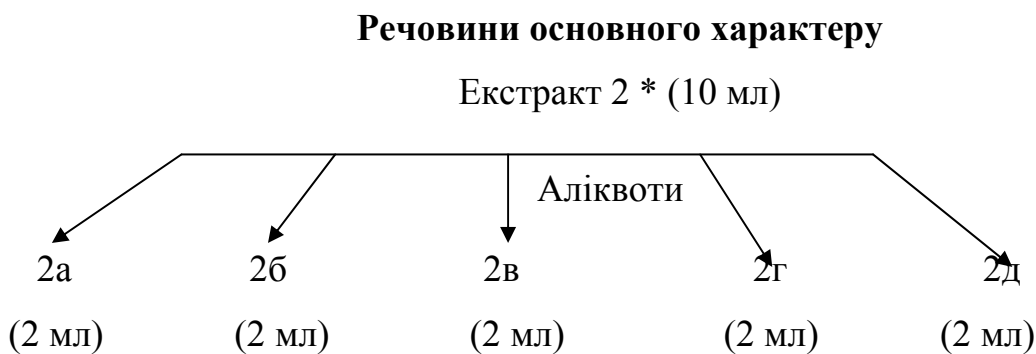 Речовини основного характеру
Екстракт 2 * (10 мл)
Аліквоти
2а 2б 2в 2г 2д
(2 мл) (2 мл) (2 мл) (2 мл) (2 мл)